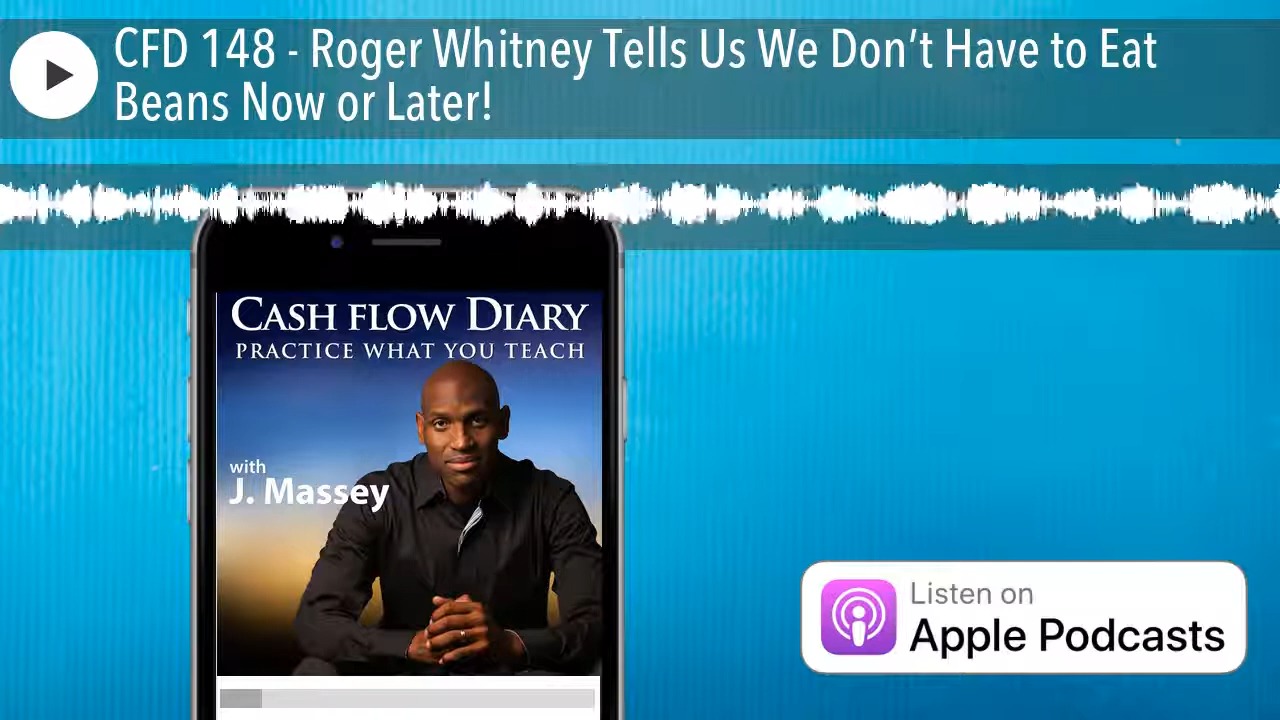 CFD 148 - Roger Whitney Tells Us We Don’t Have to Eat
Beans Now or Later!
CASH FLOW DIARY
PRACTICE WHAT YOU TEACH
with
J. Massey
Listen on
Apple Podcasts